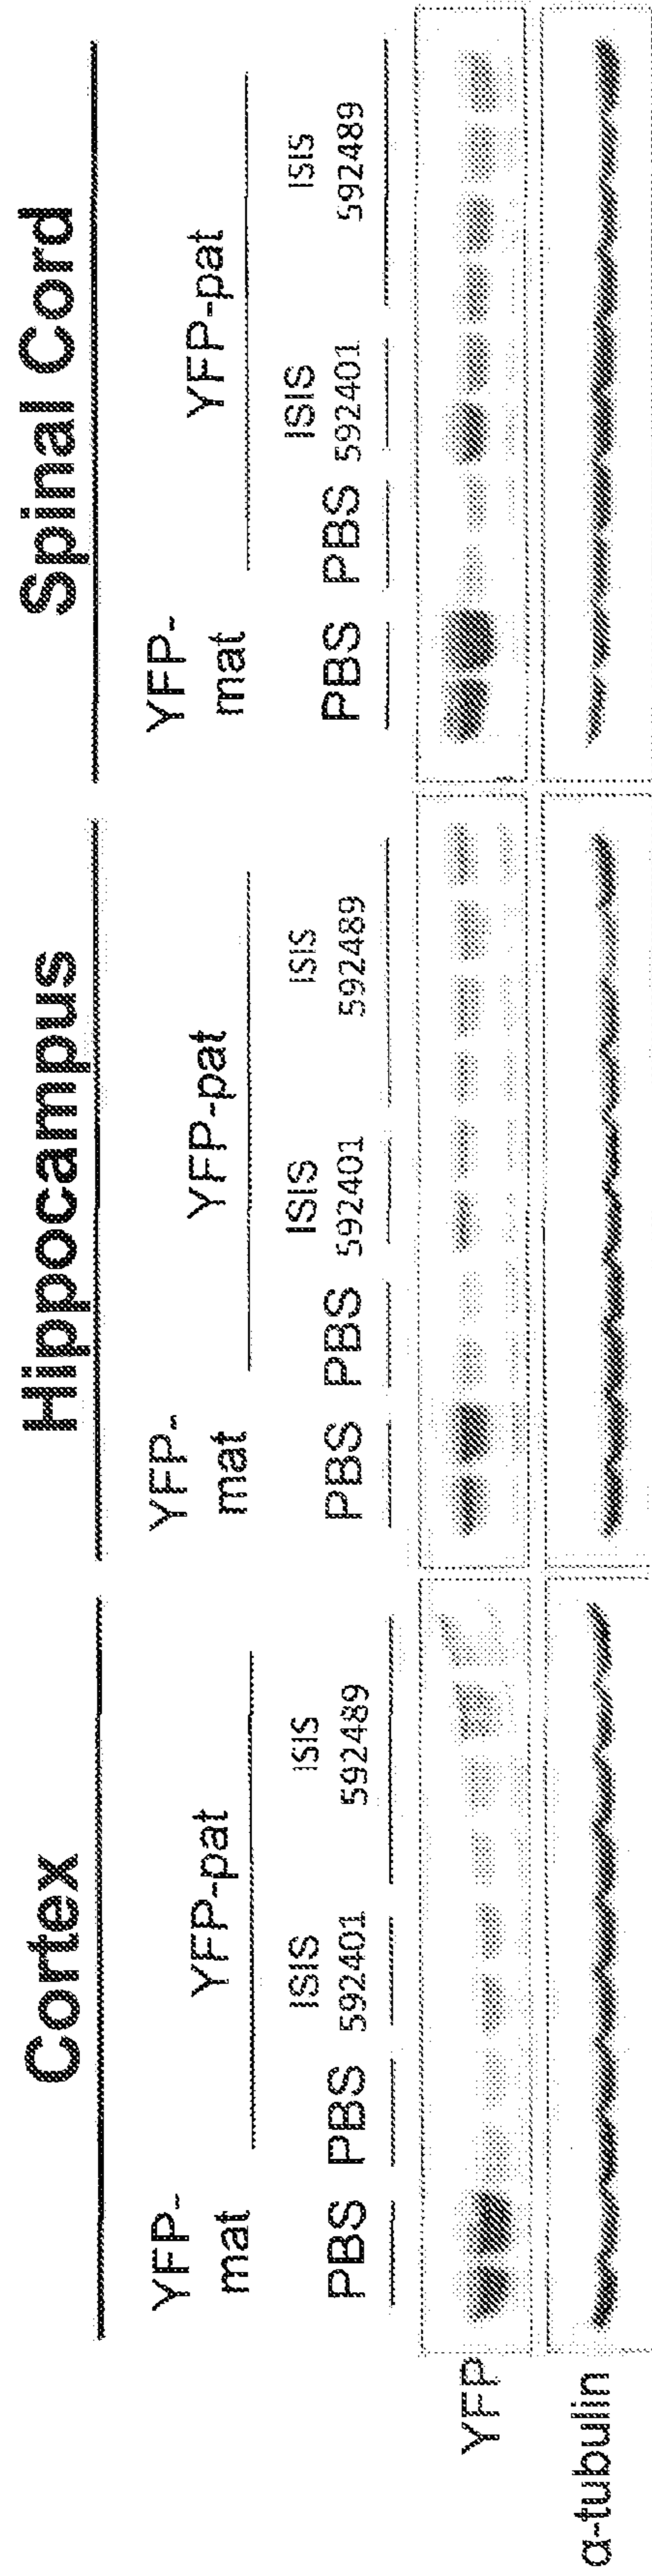 Cortex
Hippocampus
Spinal Cord
YFP-
mat
YFP-pat
YFP-
mat
YFP-pat
YFP-
mat
YFP-pat
PBS
PBS
ISIS
592401
ISIS
592489
PBS
PBS
ISIS
592401
ISIS
592489
PBS
PBS
ISIS
592401
ISIS
592489
YFP
α-tubulin